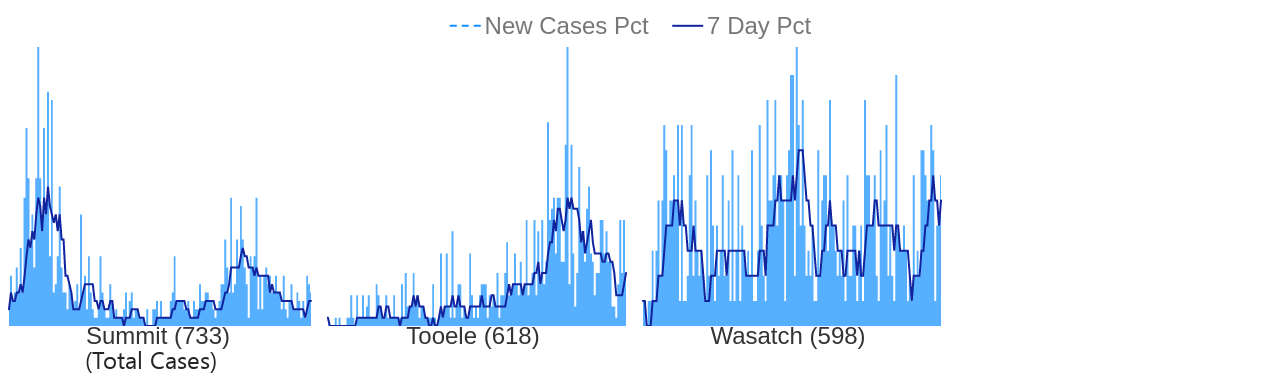 New Cases Pct 7 Day Pct
Summit (733) Tooele (618) Wasatch (598)
(Total Cases)